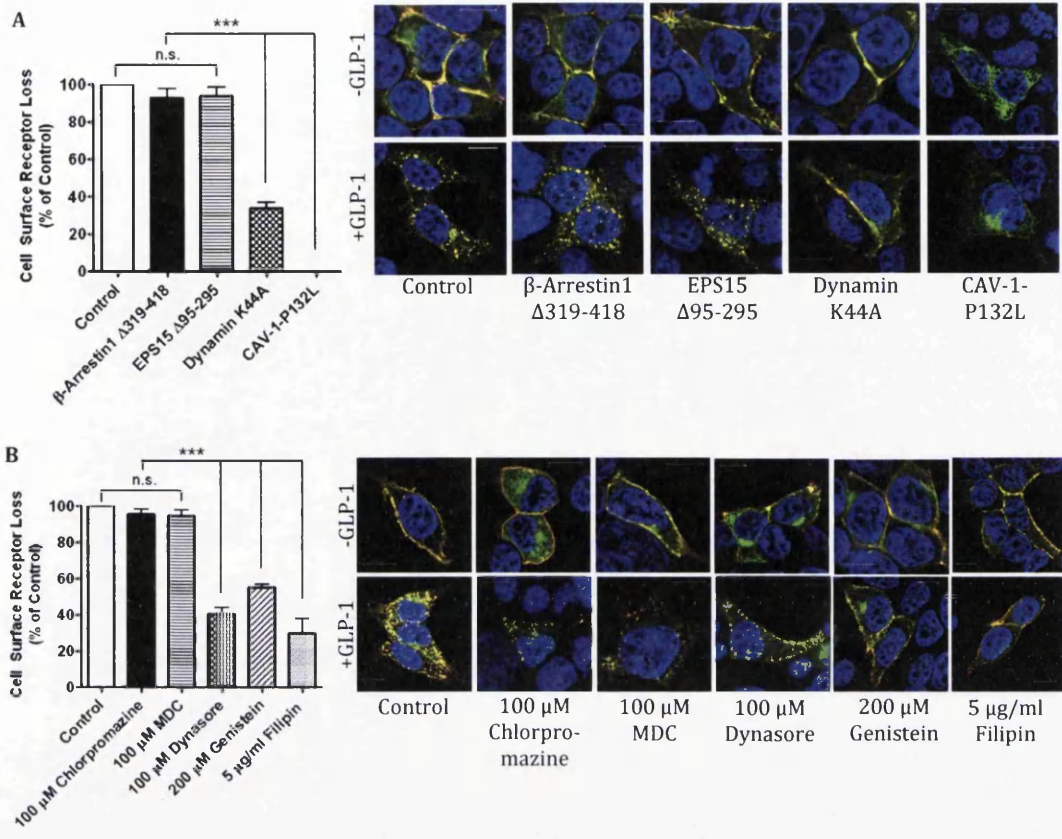 A
***
n.s.
Cell Surface Receptor Loss
(% of Control)
100
80
60
40
20
0
Control
β-Arrestin1 Δ319-418
EPS15 Δ95-295
Dynamin K44A
CAV-1-P132L
-GLP-1
+GLP-1
Control
β-Arrestin1
Δ319-418
EPS15
Δ95-295
Dynamin
K44A
CAV-1-
P132L
B
***
n.s.
Cell Surface Receptor Loss
(% of Control)
100
80
60
40
20
0
Control
100 μM Chlorpromazine
100 μM MDC
100 μM Dynasore
200 μM Genistein
5 μg/ml Filipin
-GLP-1
+GLP-1
Control
100 μM
Chlorpro-
mazine
100 μM
MDC
100 μM
Dynasore
200 μM
Genistein
5 μg/ml
Filipin